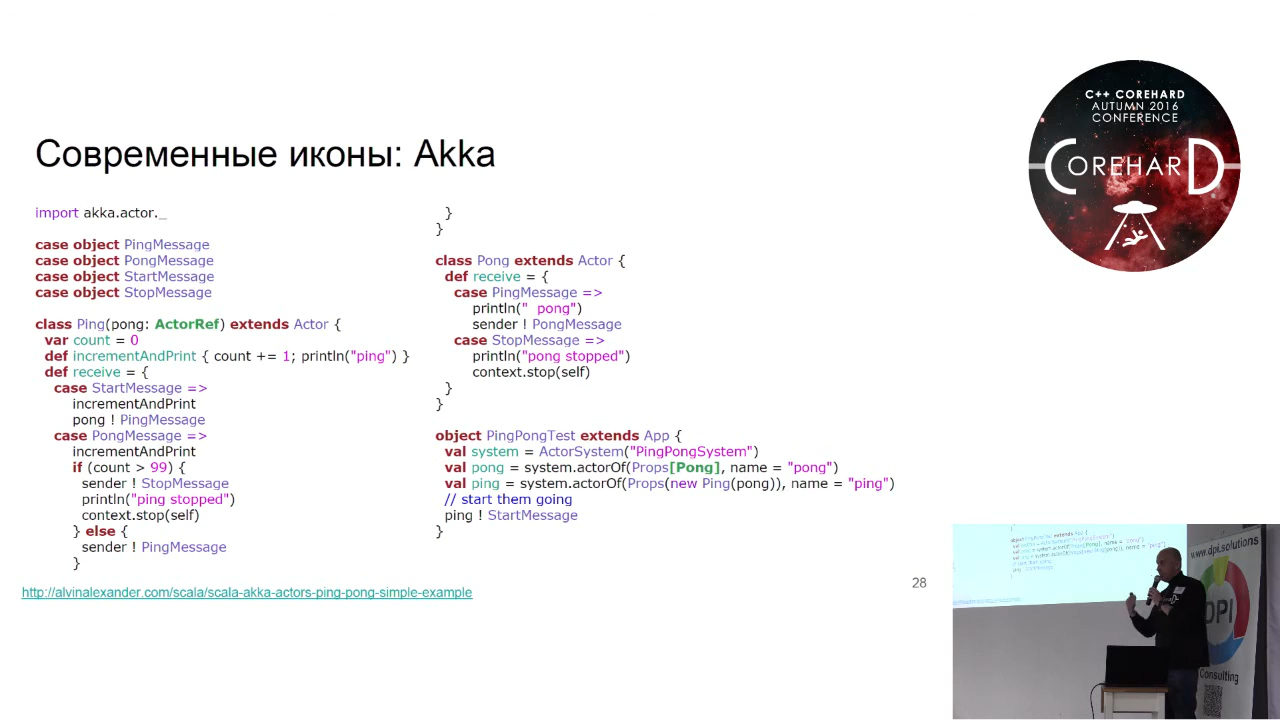 C++ COREHARD
AUTUMN 2016
CONFERENCE
COREHARD
Современные иконы: Akka
import akka.actor._
case object PingMessage
case object PongMessage
case object StartMessage
case object StopMessage
class Ping(pong: ActorRef) extends Actor {
var count = 0
def incrementAndPrint { count += 1; println("ping") }
def receive = {
case StartMessage =>
incrementAndPrint
pong ! PingMessage
case PongMessage =>
incrementAndPrint
if (count > 99) {
sender ! StopMessage
println("ping stopped")
context.stop(self)
} else {
sender ! PingMessage
}
}
}
class Pong extends Actor {
def receive = {
case PingMessage =>
println("  pong")
sender ! PongMessage
case StopMessage =>
println("pong stopped")
context.stop(self)
}
}
object PingPongTest extends App {
val system = ActorSystem("PingPongSystem")
val pong = system.actorOf(Props[Pong], name = "pong")
val ping = system.actorOf(Props(new Ping(pong)), name = "ping")
// start them going
ping ! StartMessage
}
http://alvinalexander.com/scala/scala-akka-actors-ping-pong-simple-example
28
www.dpi.solutions
DPI
Consulting